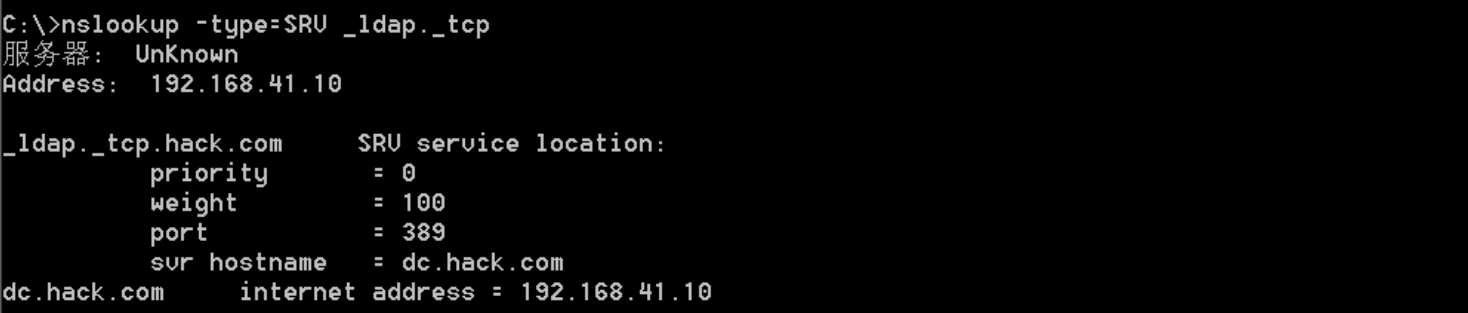 C:\>nslookup -type=SRV _ldap._tcp
服务器:  UnKnown
Address:  192.168.41.10

_ldap._tcp.hack.com     SRV service location:
          priority       = 0
          weight         = 100
          port           = 389
          svr hostname   = dc.hack.com
dc.hack.com     internet address = 192.168.41.10